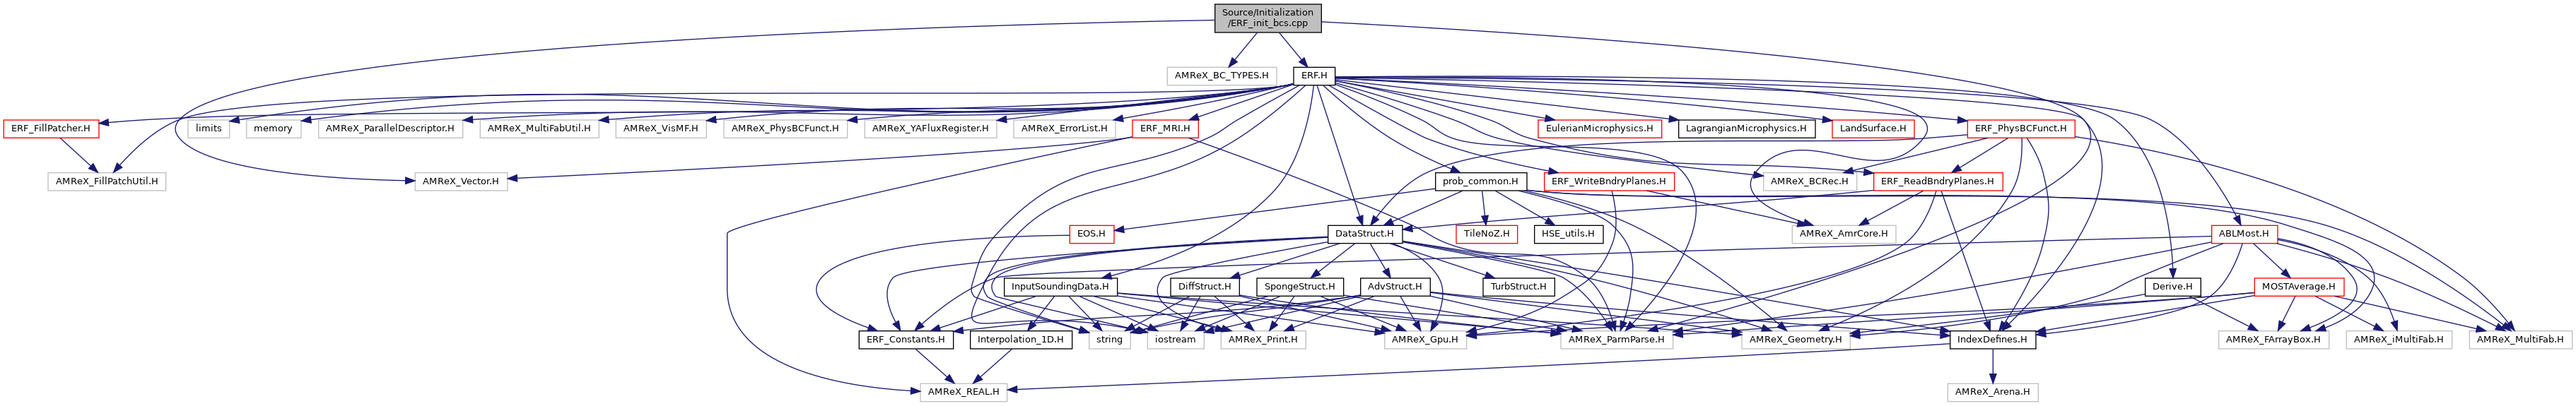 Source/Initialization
/ERF_init_bcs.cpp
AMReX_BC_TYPES.H
ERF.H
ERF_FillPatcher.H
limits
memory
AMReX_ParallelDescriptor.H
AMReX_MultiFabUtil.H
AMReX_VisMF.H
AMReX_PhysBCFunct.H
AMReX_YAFluxRegister.H
AMReX_ErrorList.H
ERF_MRI.H
EulerianMicrophysics.H
LagrangianMicrophysics.H
LandSurface.H
ERF_PhysBCFunct.H
AMReX_FillPatchUtil.H
AMReX_Vector.H
prob_common.H
ERF_WriteBndryPlanes.H
AMReX_BCRec.H
ERF_ReadBndryPlanes.H
EOS.H
DataStruct.H
TileNoZ.H
HSE_utils.H
AMReX_AmrCore.H
ABLMost.H
InputSoundingData.H
DiffStruct.H
SpongeStruct.H
AdvStruct.H
TurbStruct.H
Derive.H
MOSTAverage.H
ERF_Constants.H
Interpolation_1D.H
string
iostream
AMReX_Print.H
AMReX_Gpu.H
AMReX_ParmParse.H
AMReX_Geometry.H
IndexDefines.H
AMReX_FArrayBox.H
AMReX_iMultiFab.H
AMReX_MultiFab.H
AMReX_REAL.H
AMReX_Arena.H